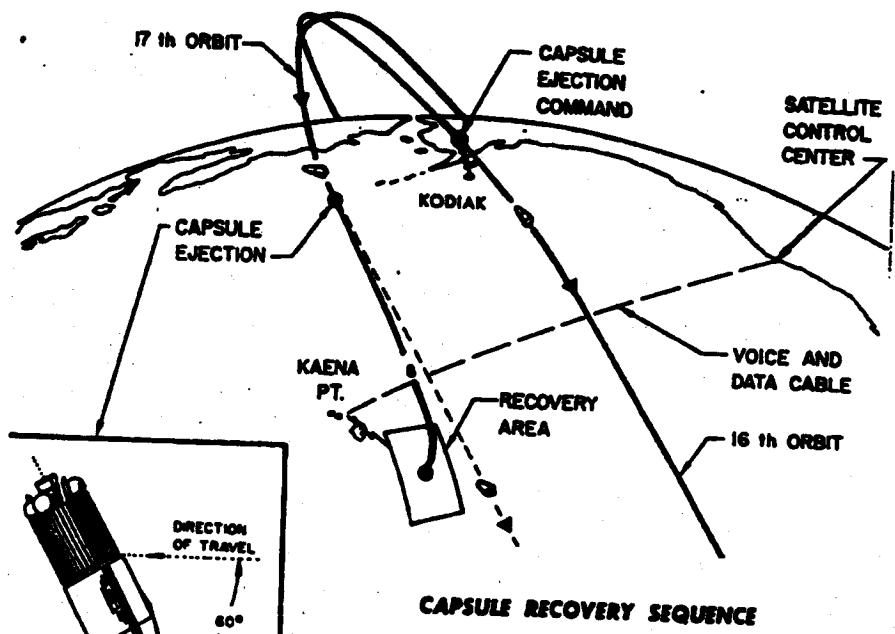 17 th ORBIT
CAPSULE
EJECTION
COMMAND
SATELLITE
CONTROL
CENTER
KODIAK
CAPSULE
EJECTION
KAENA
PT.
VOICE AND
DATA CABLE
RECOVERY
AREA
16 th ORBIT
DIRECTION
OF TRAVEL
60°
CAPSULE RECOVERY SEQUENCE